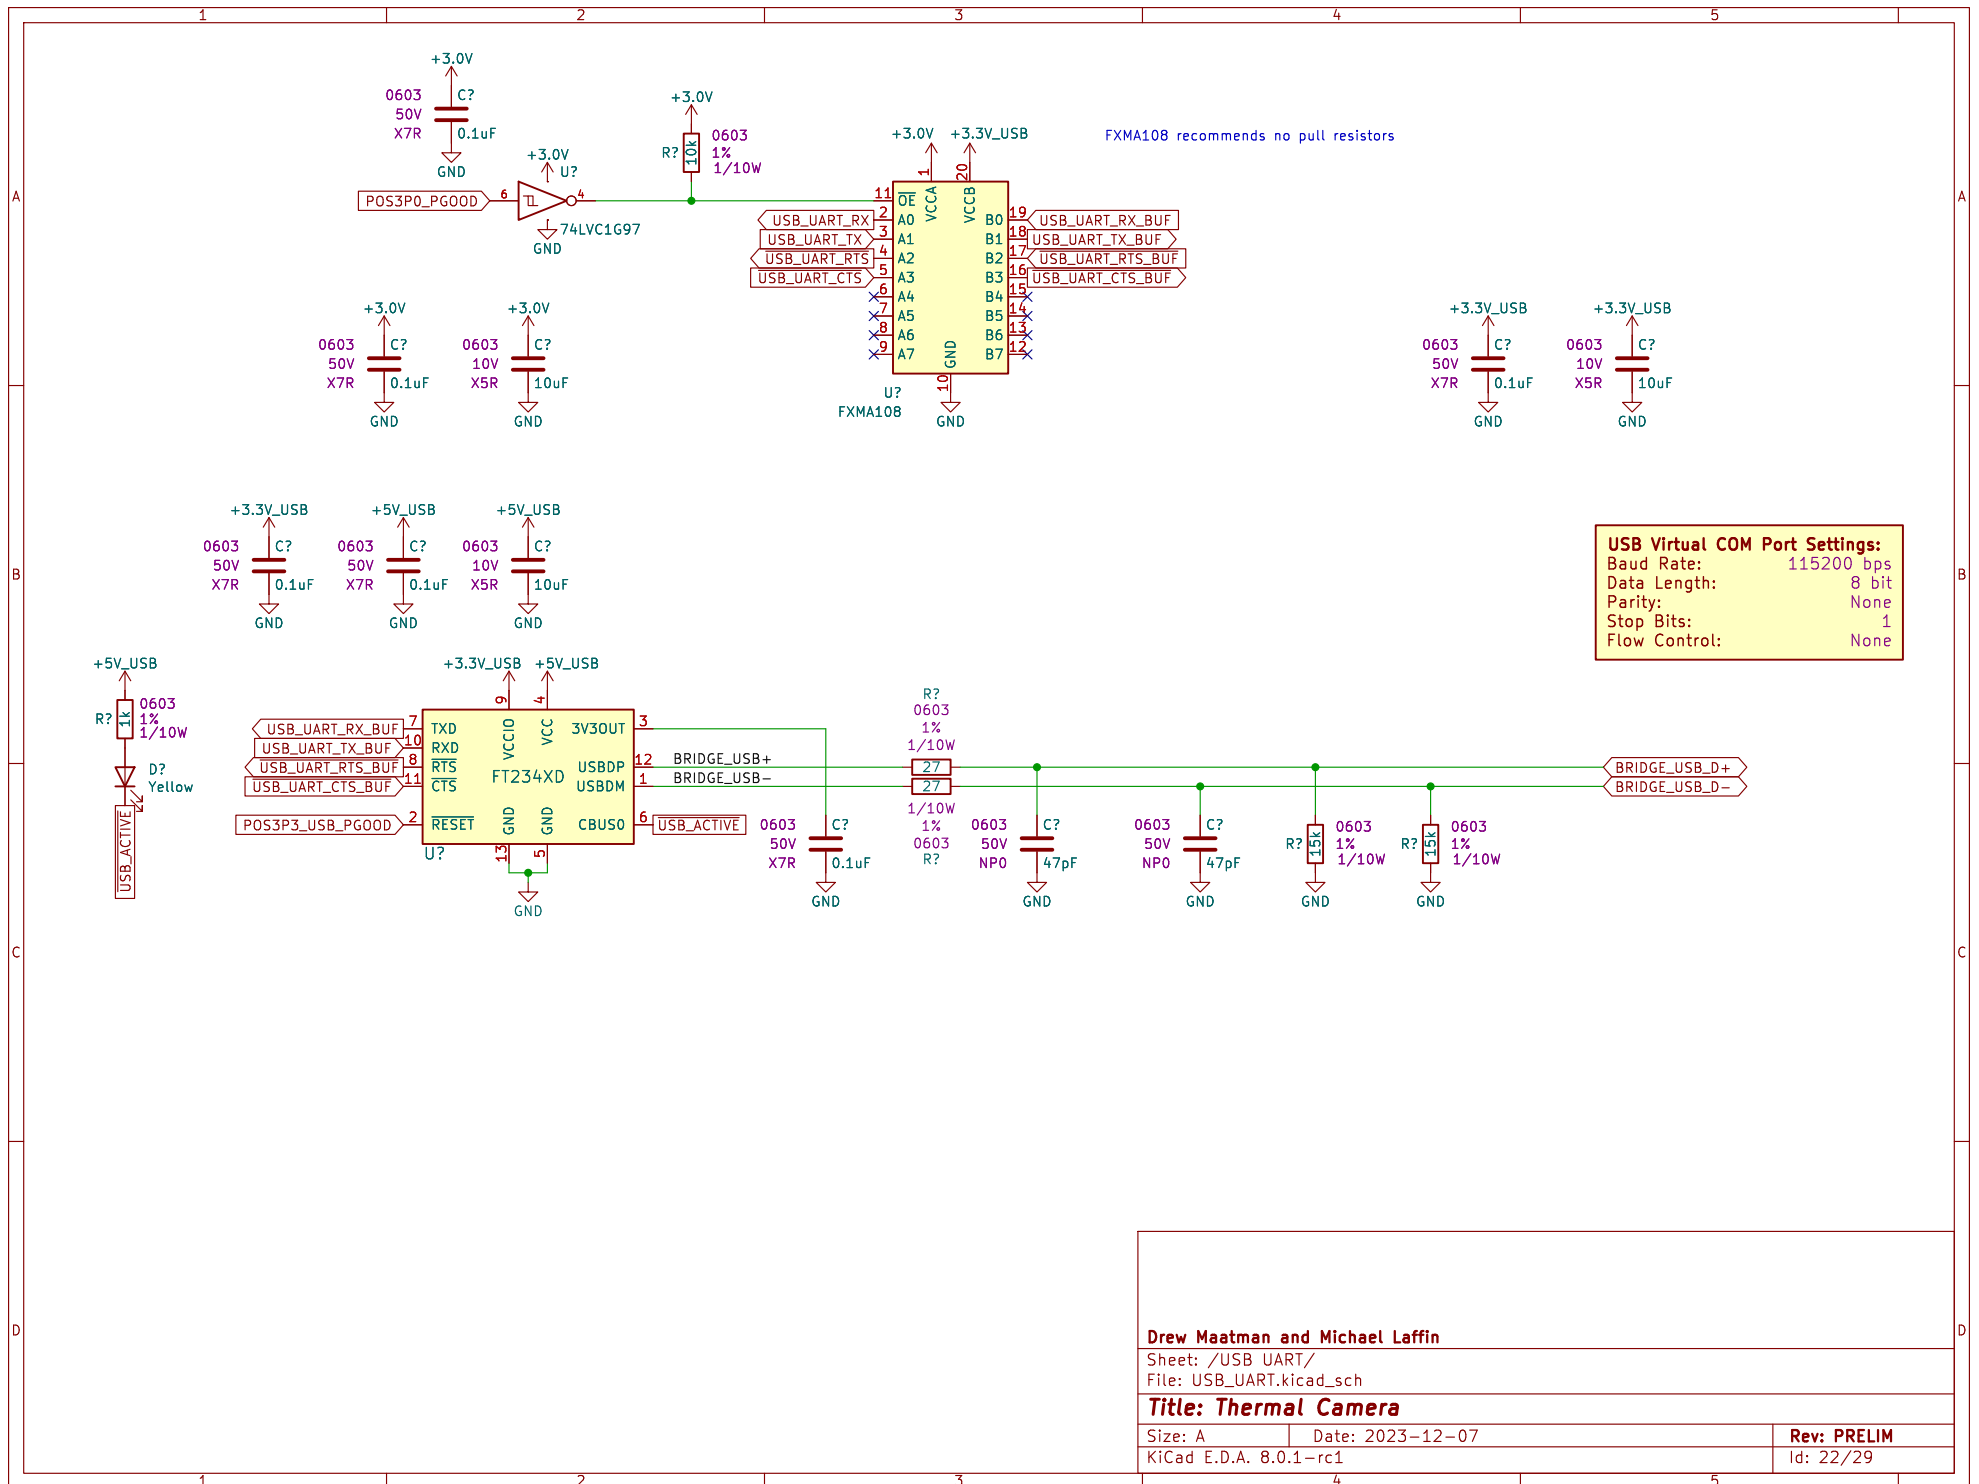 1 2 3 4 5
A
A
B
B
C
C
D
D
+3.0V
0603 C?
50V
X7R 0.1uF
GND
+3.0V
U?
POS3P0_PGOOD 6 4
74LVC1G97
GND
+3.0V
0603
R? 10k 1%
1/10W
+3.0V +3.3V_USB
FXMA108 recommends no pull resistors
1 20
VCCA VCCB
11 OE
USB_UART_RX 2 A0 B0 19 USB_UART_RX_BUF
USB_UART_TX 3 A1 B1 18 USB_UART_TX_BUF
USB_UART_RTS 4 A2 B2 17 USB_UART_RTS_BUF
USB_UART_CTS 5 A3 B3 16 USB_UART_CTS_BUF
6 A4 B4 15
7 A5 B5 14
8 A6 B6 13
9 A7 B7 12
GND
10
U?
FXMA108
GND
+3.0V
0603 C?
50V
X7R 0.1uF
GND
+3.0V
0603 C?
10V
X5R 10uF
GND
+3.3V_USB
0603 C?
50V
X7R 0.1uF
GND
+3.3V_USB
0603 C?
10V
X5R 10uF
GND
+3.3V_USB
0603 C?
50V
X7R 0.1uF
GND
+5V_USB
0603 C?
50V
X7R 0.1uF
GND
+5V_USB
0603 C?
10V
X5R 10uF
GND
USB Virtual COM Port Settings:
Baud Rate: 115200 bps
Data Length: 8 bit
Parity: None
Stop Bits: 1
Flow Control: None
+5V_USB
0603
R? 1k 1%
1/10W
D?
Yellow
USB_ACTIVE
+3.3V_USB +5V_USB
9 4
VCCIO VCC
USB_UART_RX_BUF 7 TXD 3V3OUT 3
USB_UART_TX_BUF 10 RXD
USB_UART_RTS_BUF 8 RTS USBDP 12 BRIDGE_USB+
FT234XD
USB_UART_CTS_BUF 11 CTS USBDM 1 BRIDGE_USB-
POS3P3_USB_PGOOD 2 RESET GND GND CBUS0 6 USB_ACTIVE
U? 13 5
GND
R?
0603
1%
1/10W
27
27
1/10W
1%
0603
R?
BRIDGE_USB_D+
BRIDGE_USB_D-
0603 C?
50V
X7R 0.1uF
GND
0603 C?
50V
NP0 47pF
GND
0603 C?
50V
NP0 47pF
GND
0603
R? 15k 1%
1/10W
GND
0603
R? 15k 1%
1/10W
GND
Drew Maatman and Michael Laffin
Sheet: /USB UART/
File: USB_UART.kicad_sch
Title: Thermal Camera
Size: A Date: 2023-12-07 Rev: PRELIM
KiCad E.D.A. 8.0.1-rc1 Id: 22/29
1 2 3 4 5